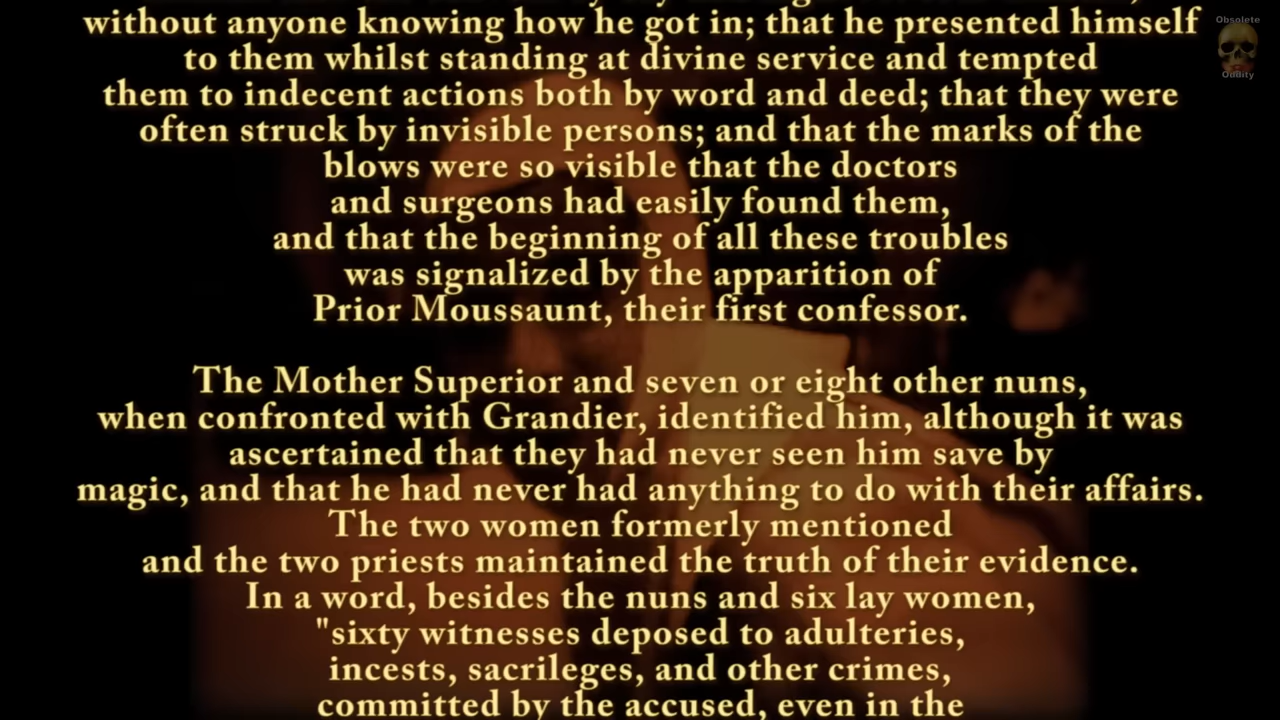 without anyone knowing how he got in; that he presented himself
to them whilst standing at divine service and tempted
them to indecent actions both by word and deed; that they were
often struck by invisible persons; and that the marks of the
blows were so visible that the doctors
and surgeons had easily found them,
and that the beginning of all these troubles
was signalized by the apparition of
Prior Moussaunt, their first confessor.
The Mother Superior and seven or eight other nuns,
when confronted with Grandier, identified him, although it was
ascertained that they had never seen him save by
magic, and that he had never had anything to do with their affairs.
The two women formerly mentioned
and the two priests maintained the truth of their evidence.
In a word, besides the nuns and six lay women,
"sixty witnesses deposed to adulteries,
incests, sacrileges, and other crimes,
committed by the accused, even in the
Obsolete
Oddity